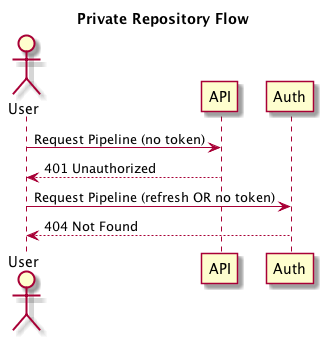 Private Repository Flow
User
API
Auth
Request Pipeline (no token)
401 Unauthorized
Request Pipeline (refresh OR no token)
404 Not Found
User
API
Auth